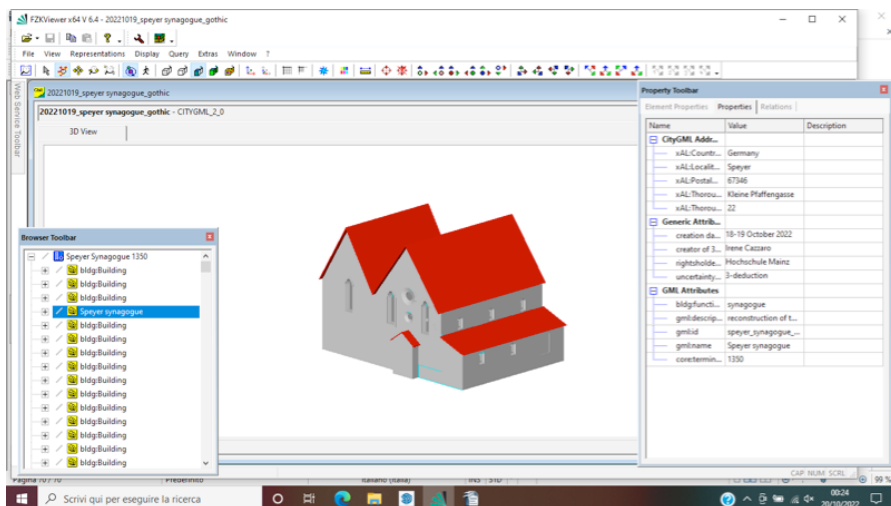 FZKViewer x64 V 6.4 - 20221019_speyer synagogue_gothic
File View Representations Display Query Extras Window ?
Web Service Toolbar
20221019_speyer synagogue_gothic
20221019_speyer synagogue_gothic - CITYGML_2_0
3D View
Browser Toolbar
Speyer Synagogue 1350
bldg:Building
bldg:Building
bldg:Building
Speyer synagogue
bldg:Building
bldg:Building
bldg:Building
bldg:Building
bldg:Building
bldg:Building
bldg:Building
bldg:Building
bldg:Building
bldg:Building
bldg:Building
Property Toolbar
Element Properties Properties Relations
Name Value Description
CityGML Addr...
xAL:Countr... Germany
xAL:Localit... Speyer
xAL:Postal... 67346
xAL:Thorou... Kleine Pfaffengasse
xAL:Thorou... 22
Generic Attrib...
creation da... 18-19 October 2022
creator of 3... Irene Cazzaro
rightsholde... Hochschule Mainz
uncertainty... 3-deduction
GML Attributes
bldg:functi... synagogue
gml:descrip... reconstruction of t...
gml:id speyer_synagogue_...
gml:name Speyer synagogue
core:termin... 1350
CAP NUM SCRL
Pagina 70 / 70 Predefinito Italiano (Italia) INS STD 99 %
Scrivi qui per eseguire la ricerca
00:24
20/10/2022